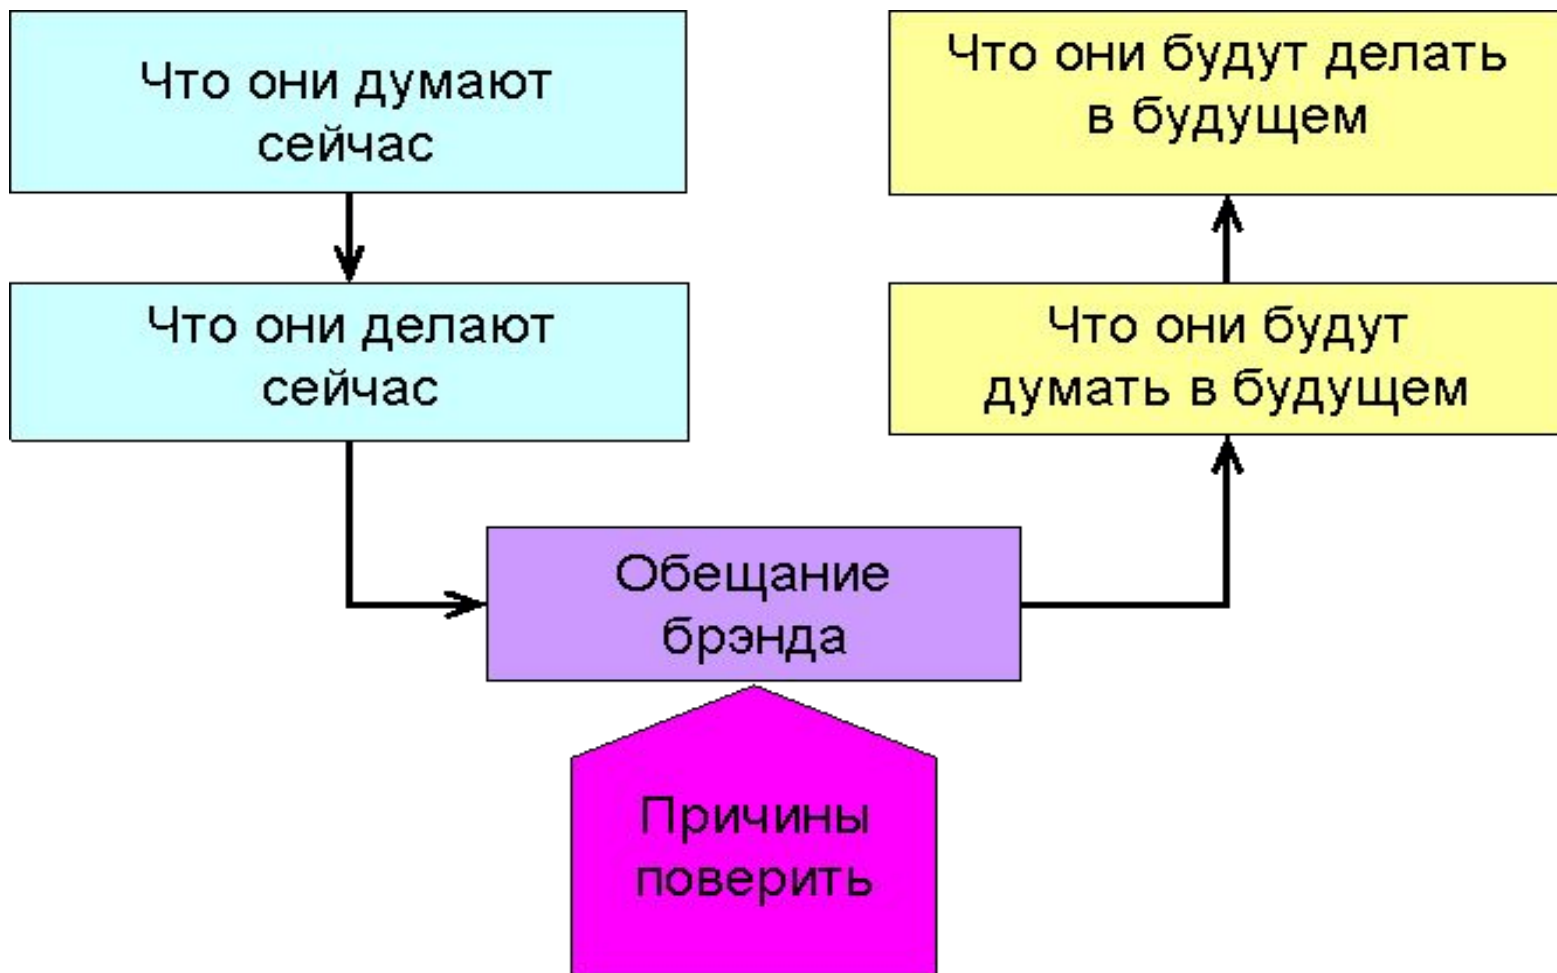 Что они думают
сейчас
Что они делают
сейчас
Обещание
брэнда
Причины
поверить
Что они будут
думать в будущем
Что они будут делать
в будущем